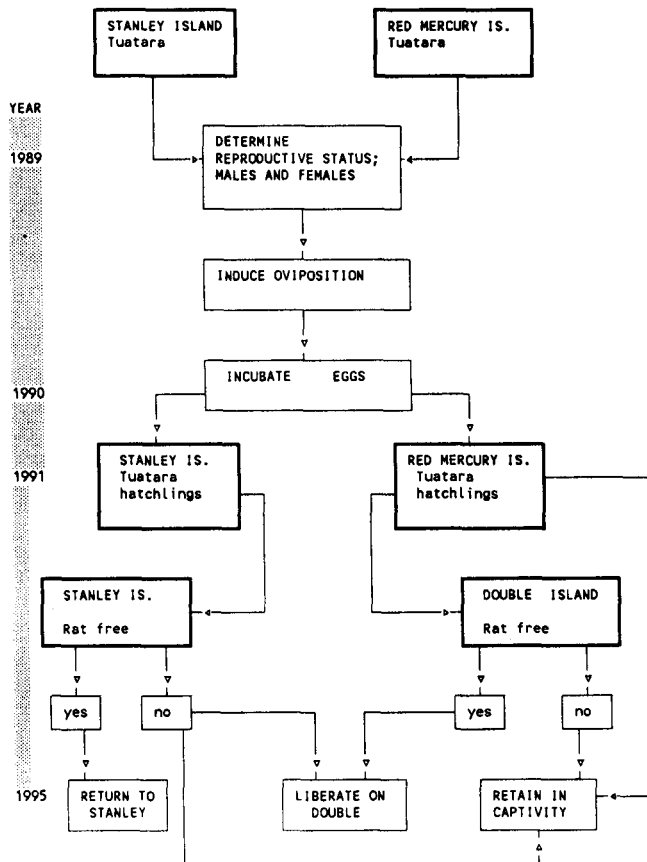 STANLEY ISLAND
Tuatara
RED MERCURY IS.
Tuatara
YEAR
1989
DETERMINE
REPRODUCTIVE STATUS;
MALES AND FEMALES
INDUCE OVIPOSITION
INCUBATE EGGS
1990
STANLEY IS.
Tuatara
hatchlings
RED MERCURY IS.
Tuatara
hatchlings
1991
STANLEY IS.
Rat free
DOUBLE ISLAND
Rat free
yes
no
yes
no
1995
RETURN TO
STANLEY
LIBERATE ON
DOUBLE
RETAIN IN
CAPTIVITY